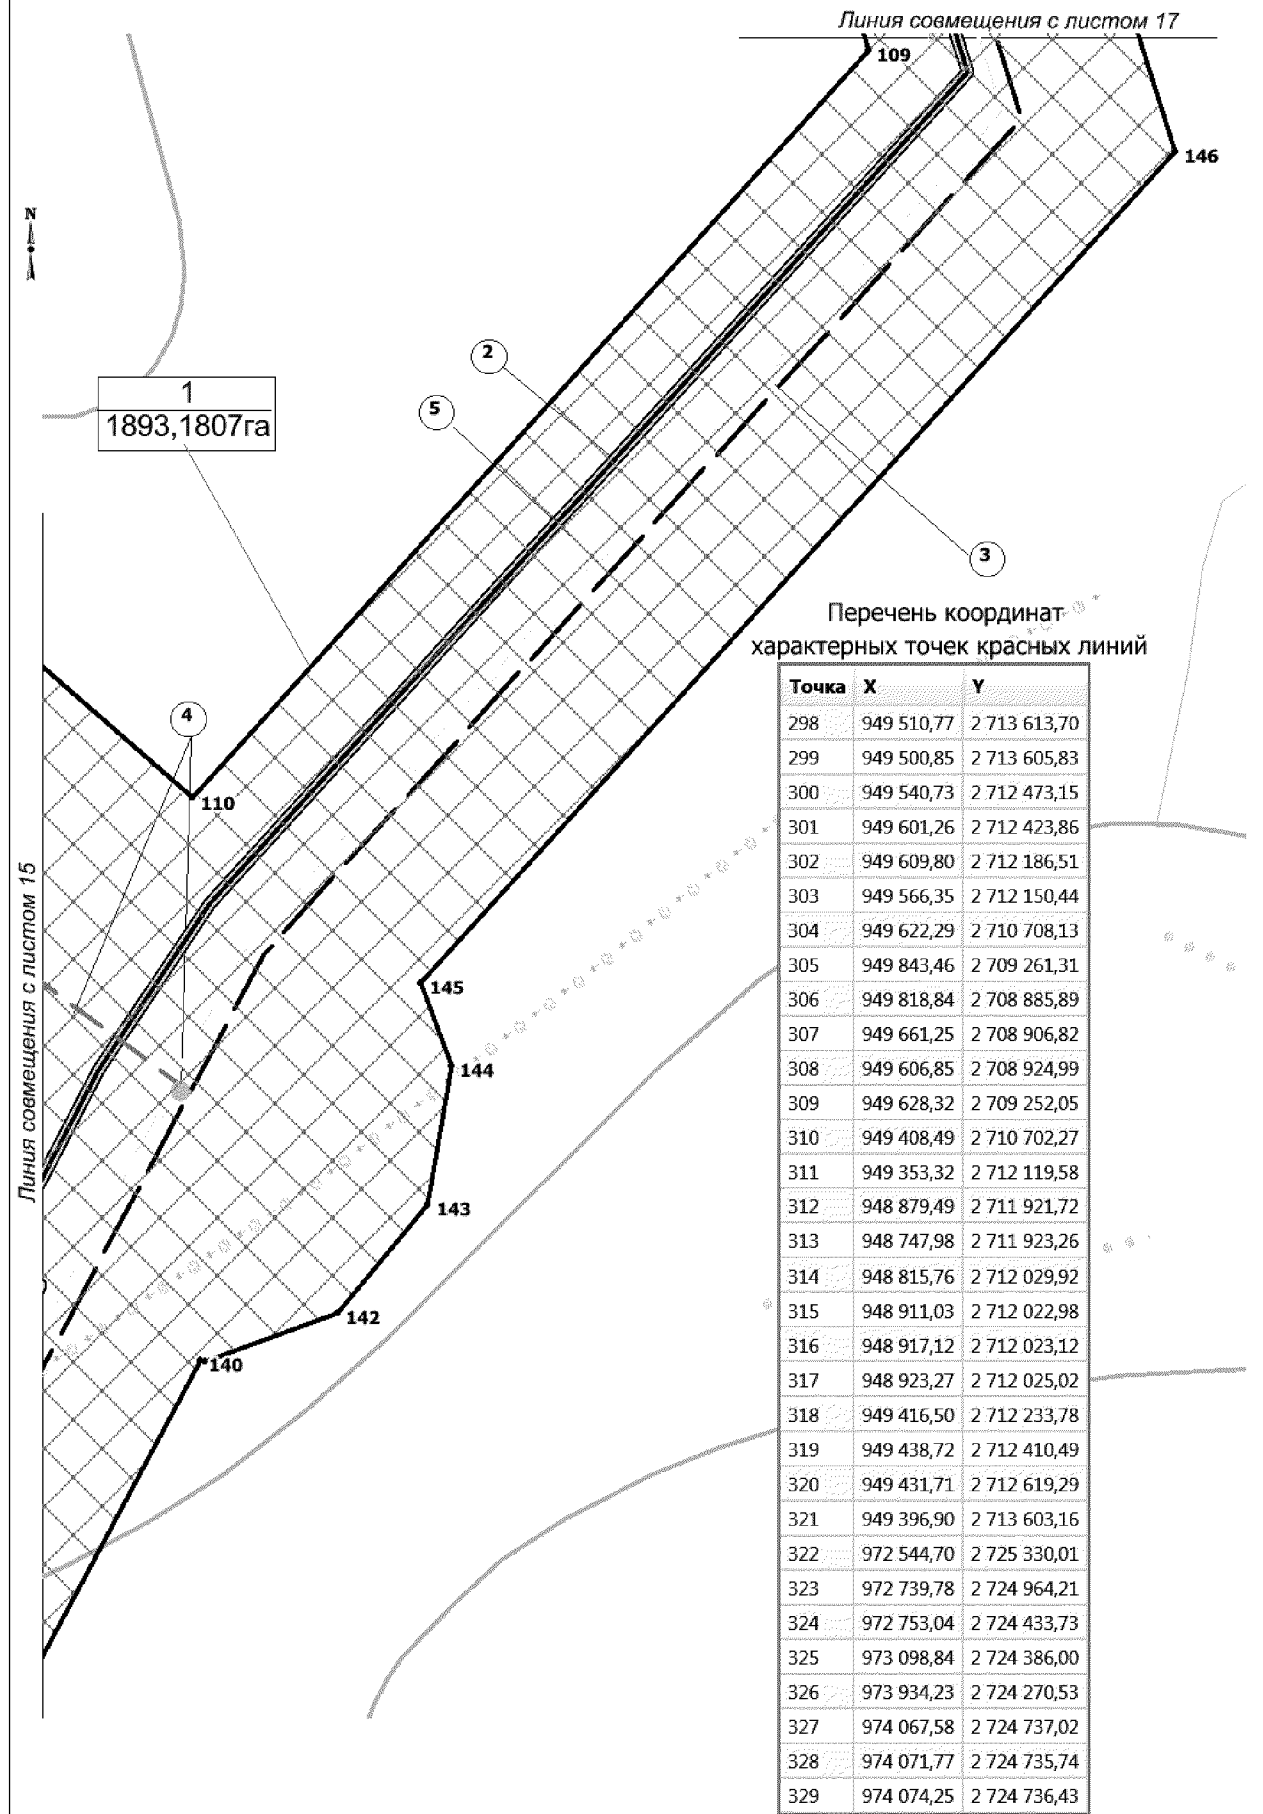 Линия совмещения с листом 17
109
146
N
2
1
1893,1807га
5
3
4
110
Линия совмещения с листом 15
145
144
143
142
140
Перечень координат
характерных точек красных линий
Точка X Y
298 949 510,77 2 713 613,70
299 949 500,85 2 713 605,83
300 949 540,73 2 712 473,15
301 949 601,26 2 712 423,86
302 949 609,80 2 712 186,51
303 949 566,35 2 712 150,44
304 949 622,29 2 710 708,13
305 949 843,46 2 709 261,31
306 949 818,84 2 708 885,89
307 949 661,25 2 708 906,82
308 949 606,85 2 708 924,99
309 949 628,32 2 709 252,05
310 949 408,49 2 710 702,27
311 949 353,32 2 712 119,58
312 948 879,49 2 711 921,72
313 948 747,98 2 711 923,26
314 948 815,76 2 712 029,92
315 948 911,03 2 712 022,98
316 948 917,12 2 712 023,12
317 948 923,27 2 712 025,02
318 949 416,50 2 712 233,78
319 949 438,72 2 712 410,49
320 949 431,71 2 712 619,29
321 949 396,90 2 713 603,16
322 972 544,70 2 725 330,01
323 972 739,78 2 724 964,21
324 972 753,04 2 724 433,73
325 973 098,84 2 724 386,00
326 973 934,23 2 724 270,53
327 974 067,58 2 724 737,02
328 974 071,77 2 724 735,74
329 974 074,25 2 724 736,43